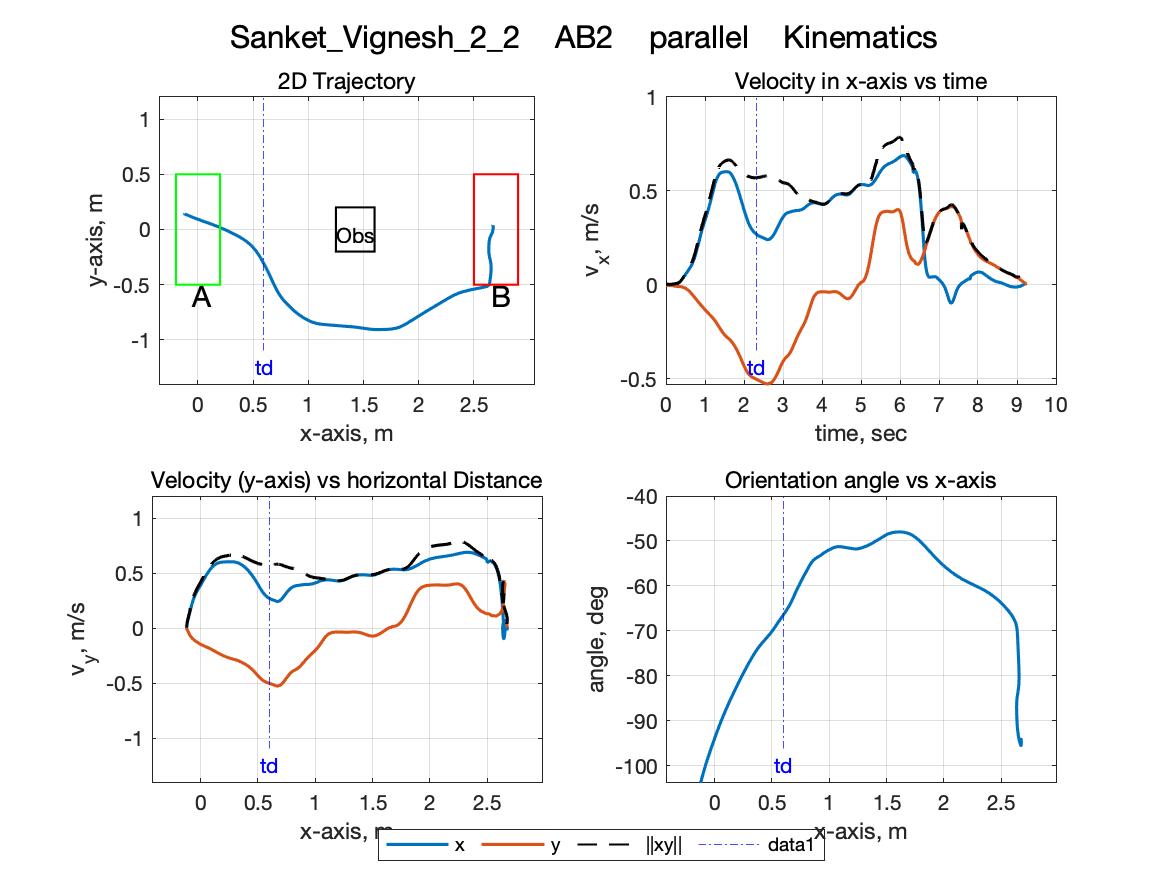 Sanket_Vignesh_2_2 AB2 parallel Kinematics
2D Trajectory
1
0.5
0
-0.5
-1
y-axis, m
Obs
A
B
td
0
0.5
1
1.5
2
2.5
x-axis, m
Velocity in x-axis vs time
1
0.5
0
-0.5
v_x, m/s
td
0
1
2
3
4
5
6
7
8
9
10
time, sec
Velocity (y-axis) vs horizontal Distance
1
0.5
0
-0.5
-1
v_y, m/s
td
0
0.5
1
1.5
2
2.5
x-axis, m
Orientation angle vs x-axis
-40
-50
-60
-70
-80
-90
-100
angle, deg
td
0
0.5
1
1.5
2
2.5
x-axis, m
x y ||xy|| data1